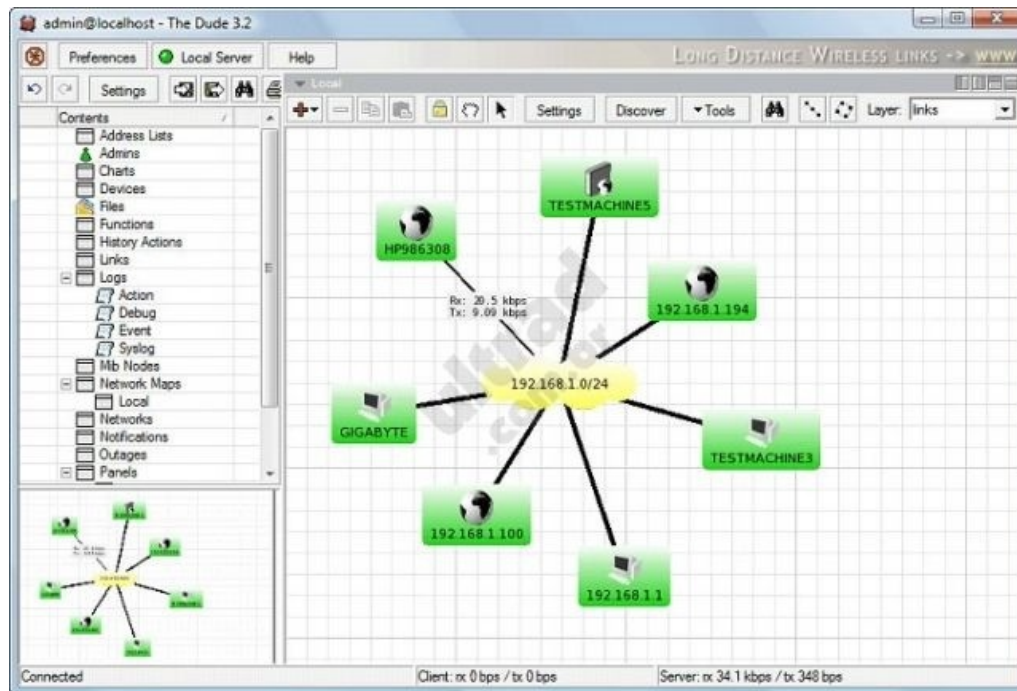 admin@localhost - The Dude 3.2
Preferences Local Server Help
LONG DISTANCE WIRELESS LINKS -> WWW
Settings
Local
Settings Discover Tools Layer: links
Contents
Address Lists
Admins
Charts
Devices
Files
Functions
History Actions
Links
Logs
Action
Debug
Event
Syslog
Mib Nodes
Network Maps
Local
Networks
Notifications
Outages
Panels
TESTMACHINE5
HP986308
192.168.1.194
Rx: 20.5 kbps
Tx: 9.09 kbps
192.168.1.0/24
GIGABYTE
TESTMACHINE3
192.168.1.100
192.168.1.1
ultrad
.com.ar
Connected
Client: rx 0 bps / tx 0 bps
Server: rx 34.1 kbps / tx 348 bps